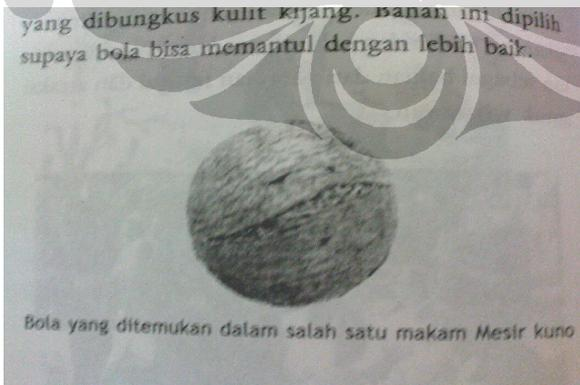 yang dibungkus kulit kijang. Bahan ini dipilih
supaya bola bisa memantul dengan lebih baik.
Bola yang ditemukan dalam salah satu makam Mesir kuno